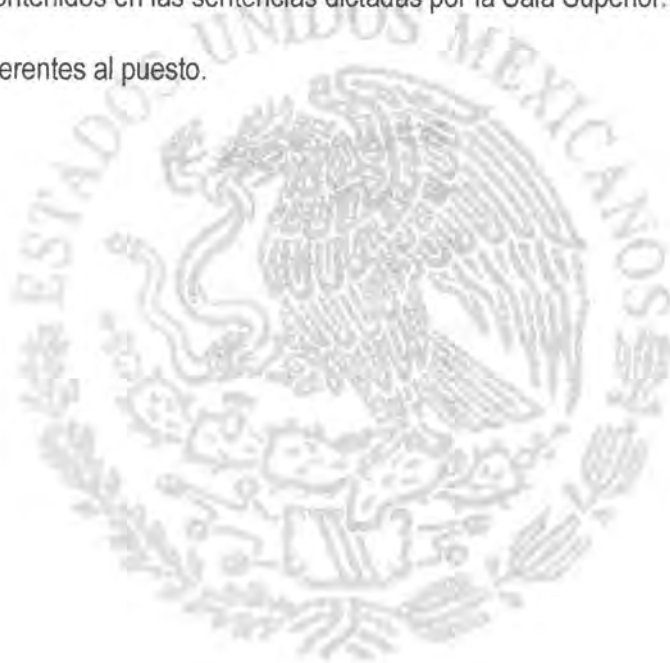 ontenidos en las sentencias dictadas por la Sala Superior.
erentes al puesto.
ESTADOS UNIDOS MEXICANOS